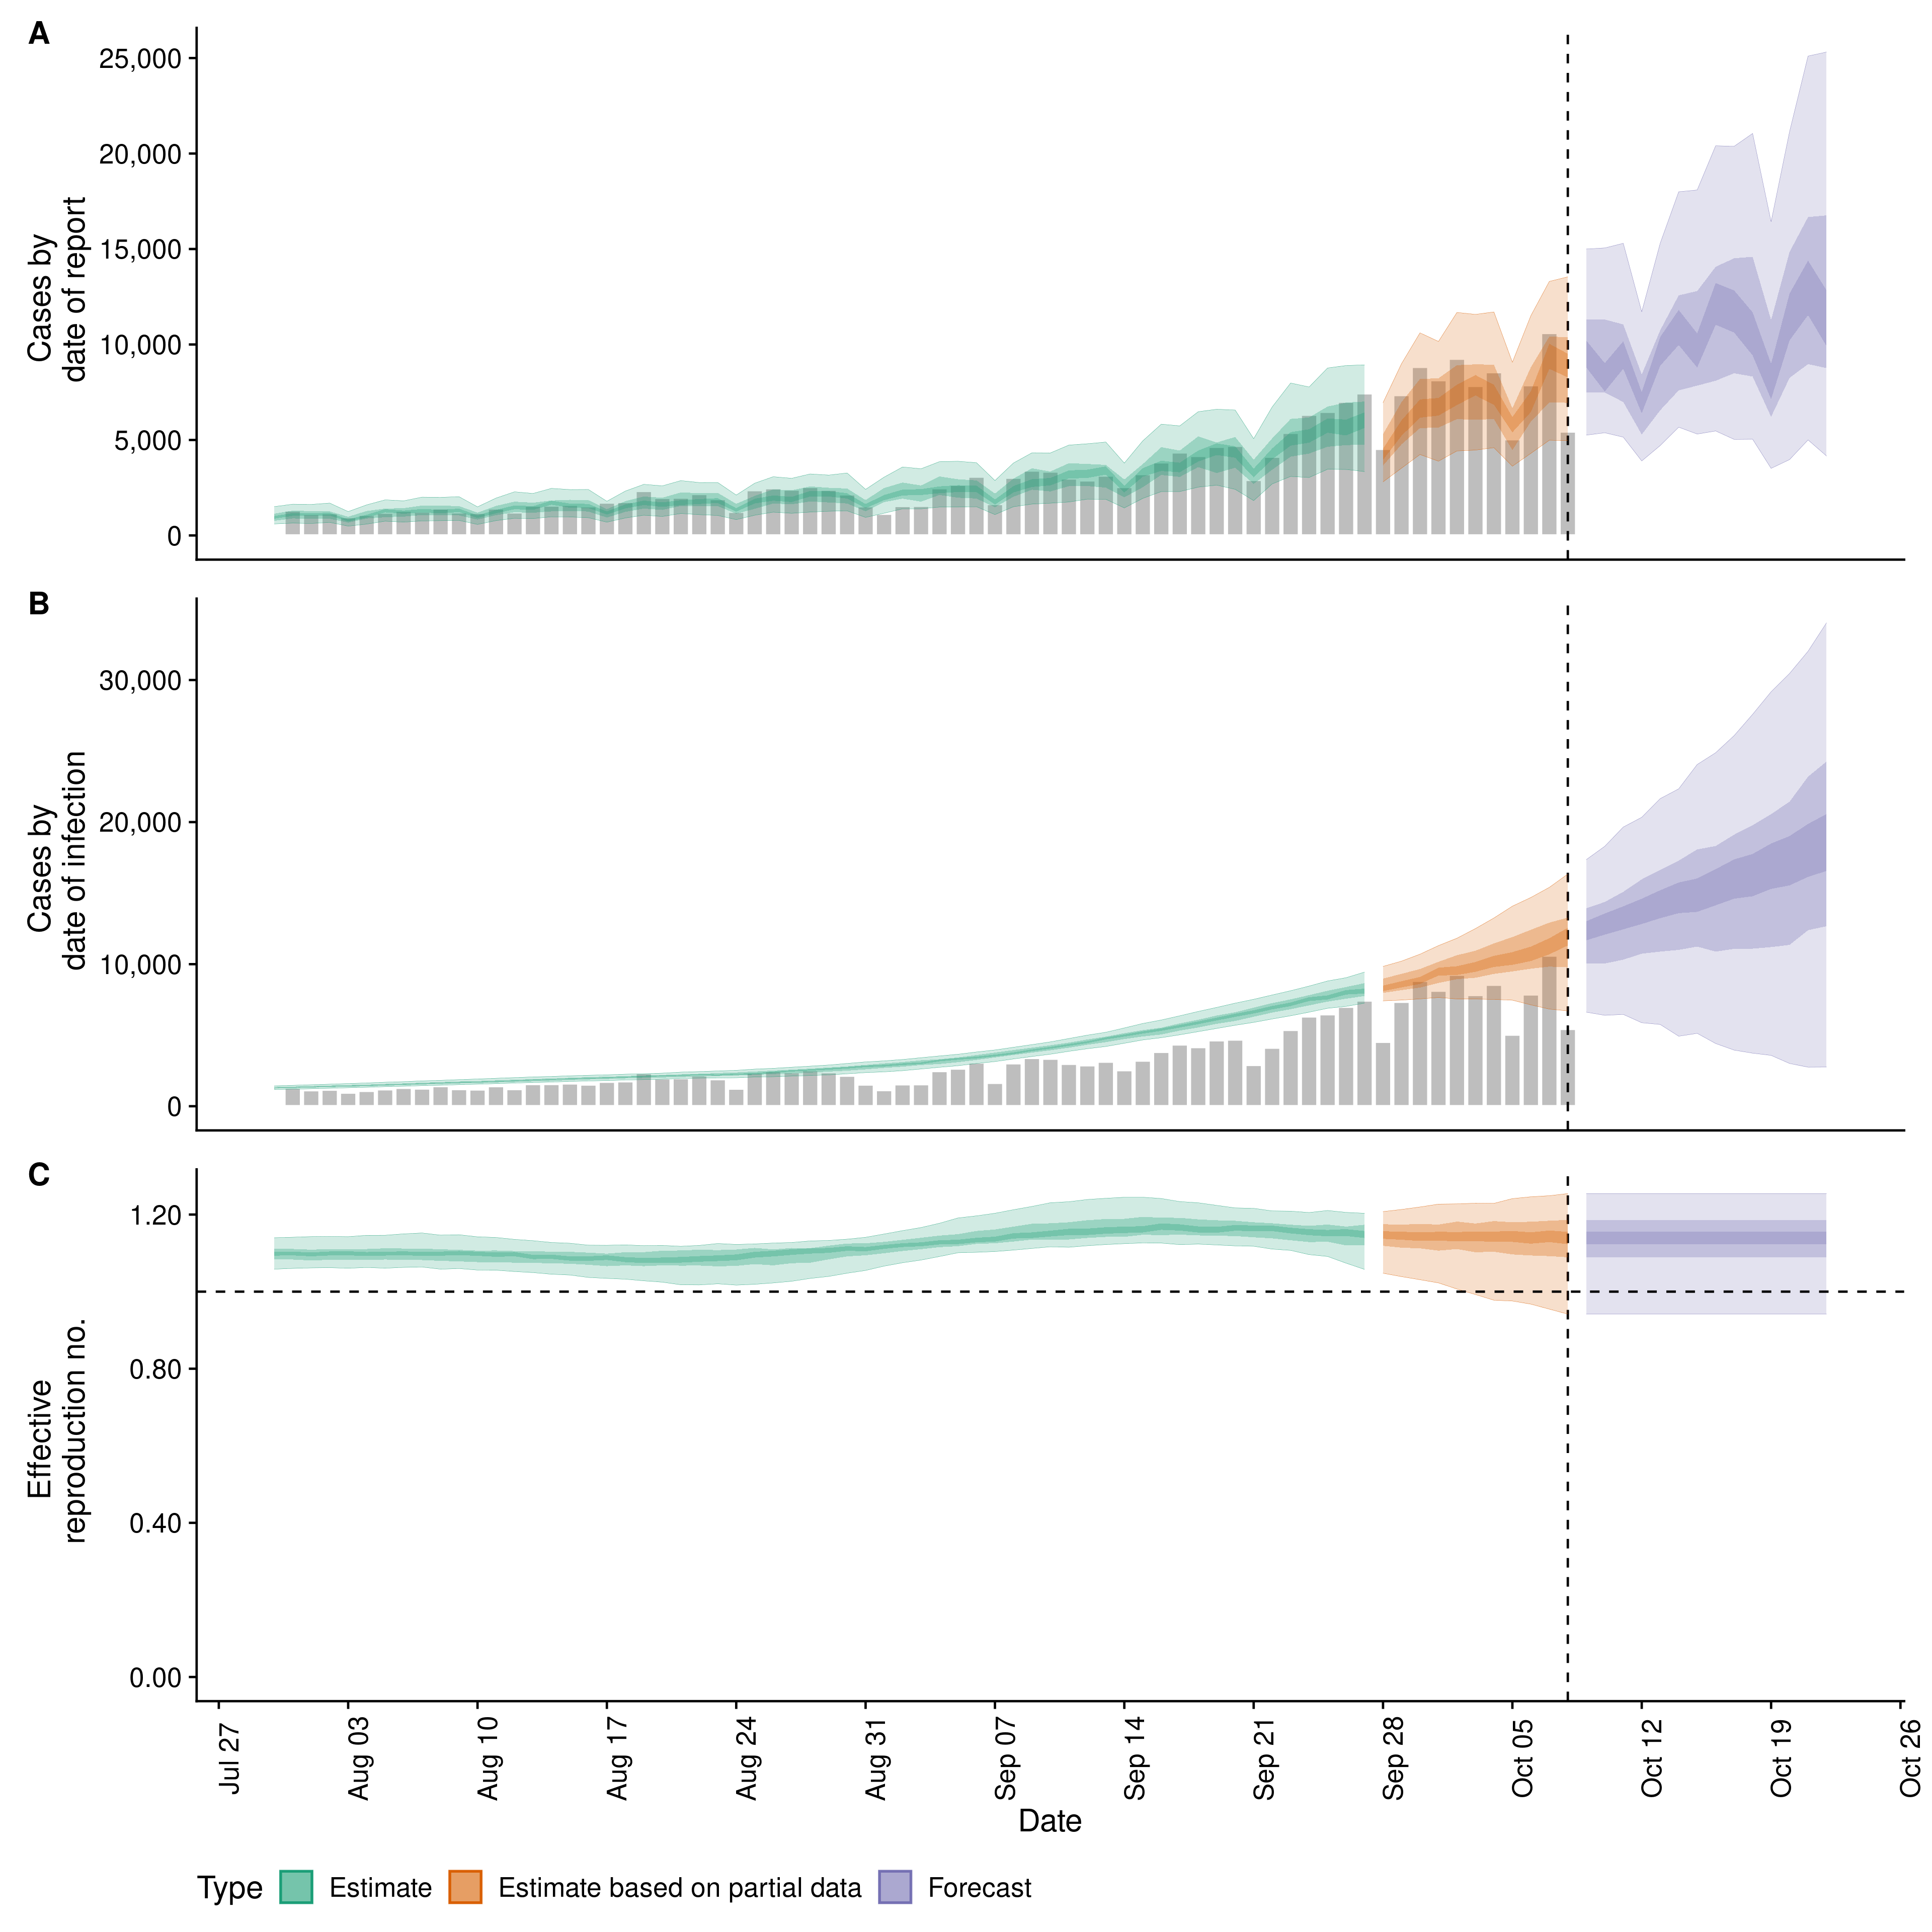 A
25,000
20,000
15,000
10,000
5,000
0
Cases by
date of report
B
30,000
20,000
10,000
0
Cases by
date of infection
C
1.20
0.80
0.40
0.00
Effective
reproduction no.
Jul 27
Aug 03
Aug 10
Aug 17
Aug 24
Aug 31
Sep 07
Sep 14
Sep 21
Sep 28
Oct 05
Oct 12
Oct 19
Oct 26
Date
Type Estimate Estimate based on partial data Forecast